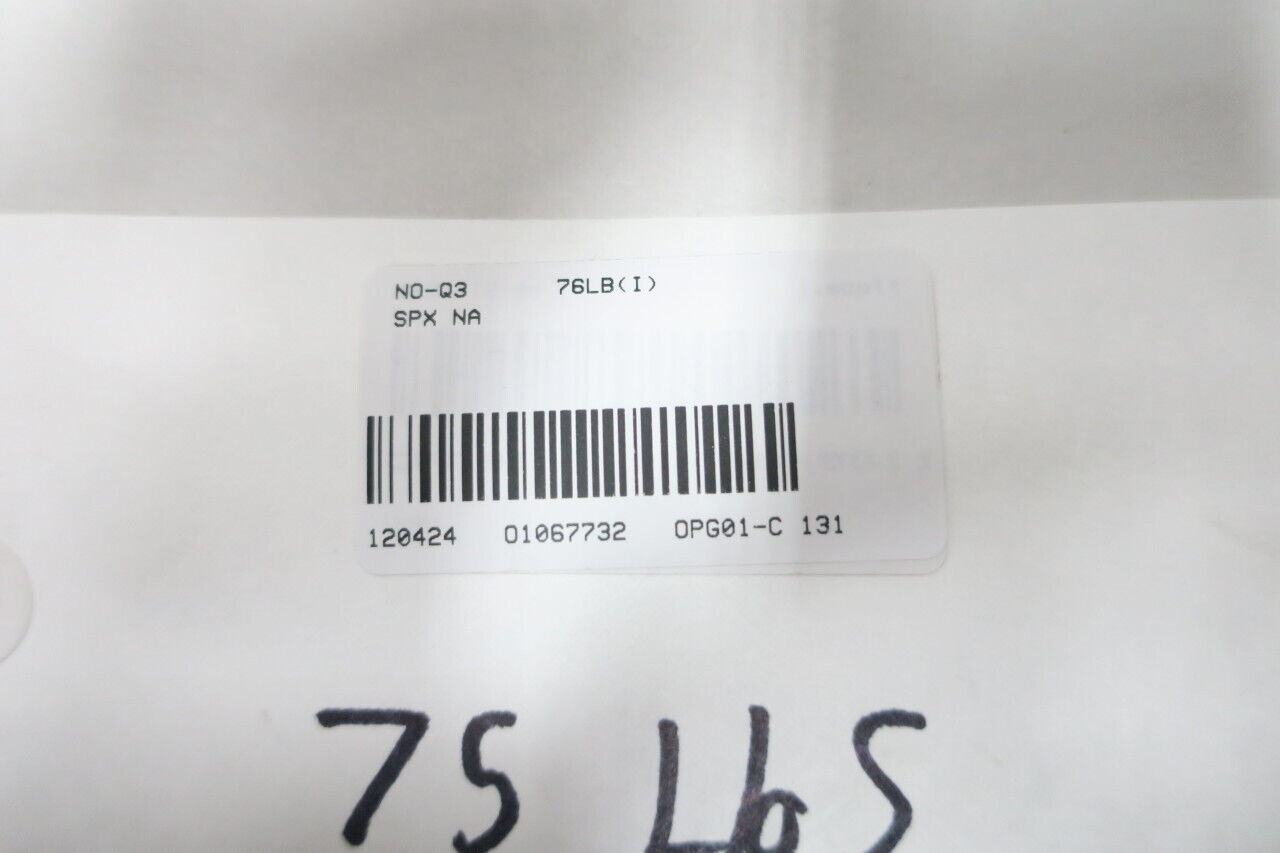 NO-Q3 76LB(I)
SPX NA
120424 01067732 OPG01-C 131
75 Lbs